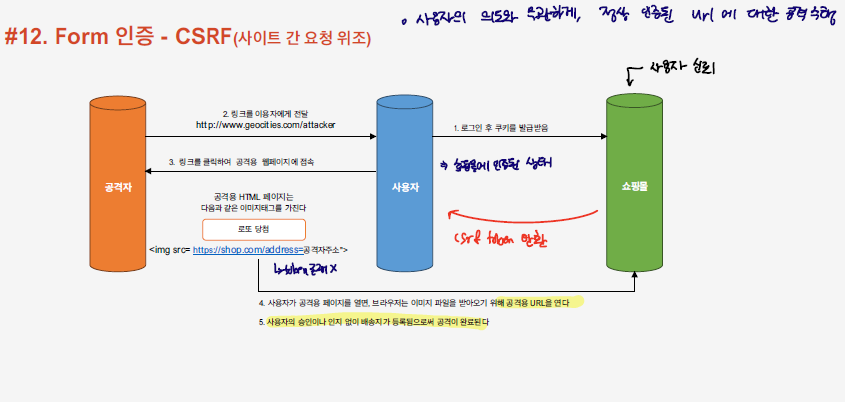 。사용자의 의도와 무관하게, 정상 인증된 url에 대한 공격 수행
#12. Form 인증 - CSRF(사이트 간 요청 위조)
← 사용자 신뢰
2. 링크를 이용자에게 전달
http://www.geocities.com/attacker
1. 로그인 후 쿠키를 발급받음
3. 링크를 클릭하여 공격용 웹페이지에 접속
⇒ 쇼핑몰에 인증된 상태
공격자
사용자
쇼핑몰
공격용 HTML 페이지는
다음과 같은 이미지태그를 가진다
로또 당첨
csrf token 반환
<img src= https://shop.com/address=공격자주소">
↳ token 존재 X
4. 사용자가 공격용 페이지를 열면, 브라우저는 이미지 파일을 받아오기 위해 공격용 URL을 연다
5. 사용자의 승인이나 인지 없이 배송지가 등록됨으로써 공격이 완료된다